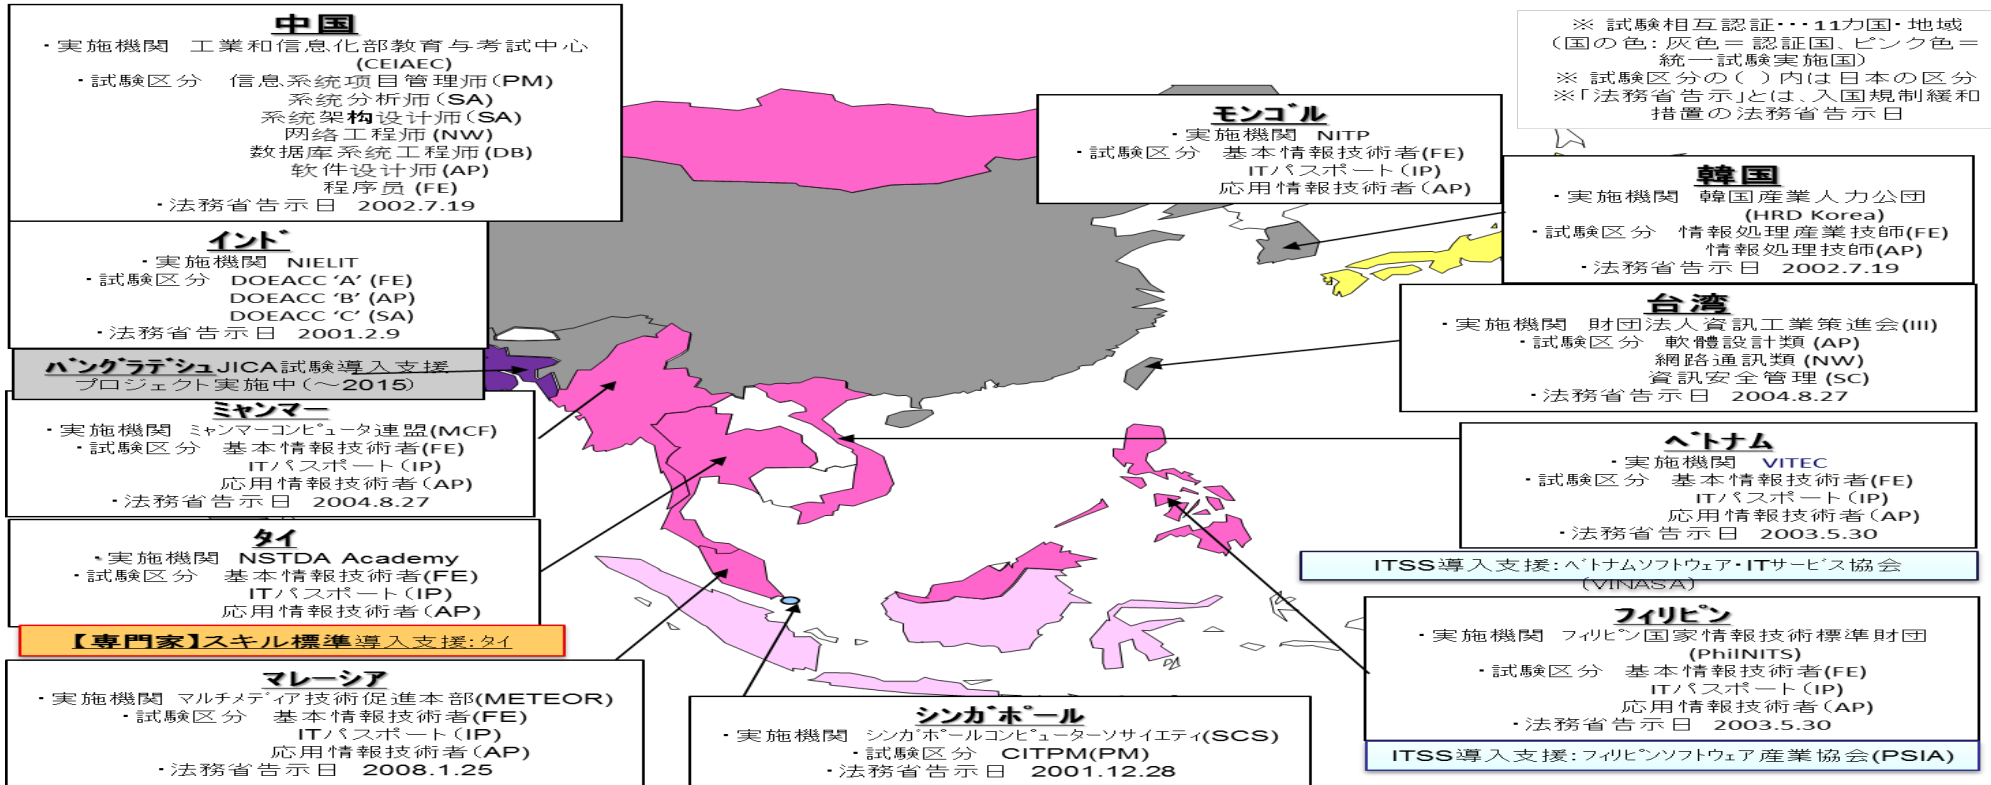 中国
・実施機関 工業和信息化部教育与考試中心
(CEIAEC)
・試験区分 信息系统项目管理师(PM)
系统分析师(SA)
系统架构设计师(SA)
网络工程师(NW)
数据库系统工程师(DB)
软件设计师(AP)
程序员(FE)
・法務省告示日 2002.7.19
インド
・実施機関 NIELIT
・試験区分 DOEACC ‘A’ (FE)
DOEACC ‘B’ (AP)
DOEACC ‘C’ (SA)
・法務省告示日 2001.2.9
バングラデシュJICA試験導入支援
プロジェクト実施中(～2015)
ミャンマー
・実施機関 ミャンマーコンピュータ連盟(MCF)
・試験区分 基本情報技術者(FE)
ITパスポート(IP)
応用情報技術者(AP)
・法務省告示日 2004.8.27
タイ
・実施機関 NSTDA Academy
・試験区分 基本情報技術者(FE)
ITパスポート(IP)
応用情報技術者(AP)
【専門家】スキル標準導入支援:タイ
マレーシア
・実施機関 マルチメディア技術促進本部(METEOR)
・試験区分 基本情報技術者(FE)
ITパスポート(IP)
応用情報技術者(AP)
・法務省告示日 2008.1.25
シンガポール
・実施機関 シンガポールコンピューターソサイエティ(SCS)
・試験区分 CITPM(PM)
・法務省告示日 2001.12.28
モンゴル
・実施機関 NITP
・試験区分 基本情報技術者(FE)
ITパスポート(IP)
応用情報技術者(AP)
※ 試験相互認証・・・11カ国・地域
(国の色:灰色＝認証国、ピンク色＝
統一試験実施国)
※ 試験区分の( )内は日本の区分
※「法務省告示」とは、入国規制緩和
措置の法務省告示日
韓国
・実施機関 韓国産業人力公団
(HRD Korea)
・試験区分 情報処理産業技師(FE)
情報処理技師(AP)
・法務省告示日 2002.7.19
台湾
・実施機関 財団法人資訊工業策進会(III)
・試験区分 軟體設計類(AP)
網路通訊類(NW)
資訊安全管理(SC)
・法務省告示日 2004.8.27
ベトナム
・実施機関 VITEC
・試験区分 基本情報技術者(FE)
ITパスポート(IP)
応用情報技術者(AP)
・法務省告示日 2003.5.30
ITSS導入支援:ベトナムソフトウェア・ITサービス協会
(VINASA)
フィリピン
・実施機関 フィリピン国家情報技術標準財団
(PhilNITS)
・試験区分 基本情報技術者(FE)
ITパスポート(IP)
応用情報技術者(AP)
・法務省告示日 2003.5.30
ITSS導入支援:フィリピンソフトウェア産業協会(PSIA)